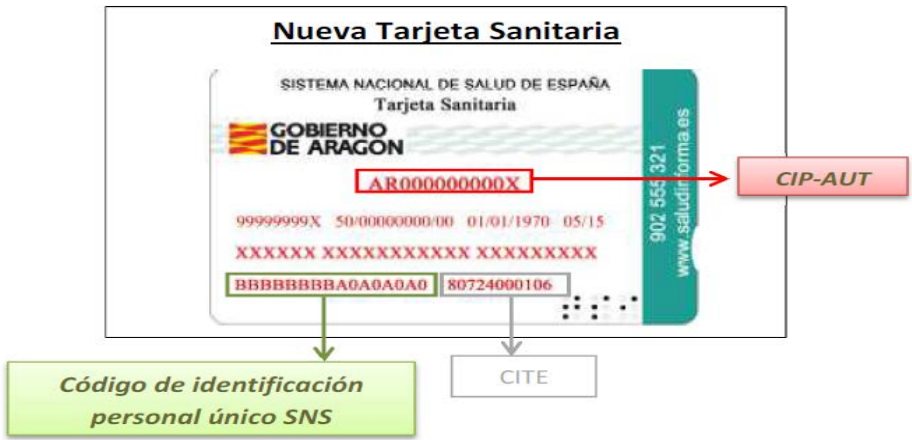 Nueva Tarjeta Sanitaria
SISTEMA NACIONAL DE SALUD DE ESPAÑA
Tarjeta Sanitaria
GOBIERNO
DE ARAGON
AR000000000X
99999999X 50/00000000/00 01/01/1970 05/15
XXXXXX XXXXXXXXXXX XXXXXXXXX
BBBBBBBBA0A0A0A0 80724000106
902 555 321
www.saludinforma.es
CIP-AUT
Código de identificación
personal único SNS
CITE